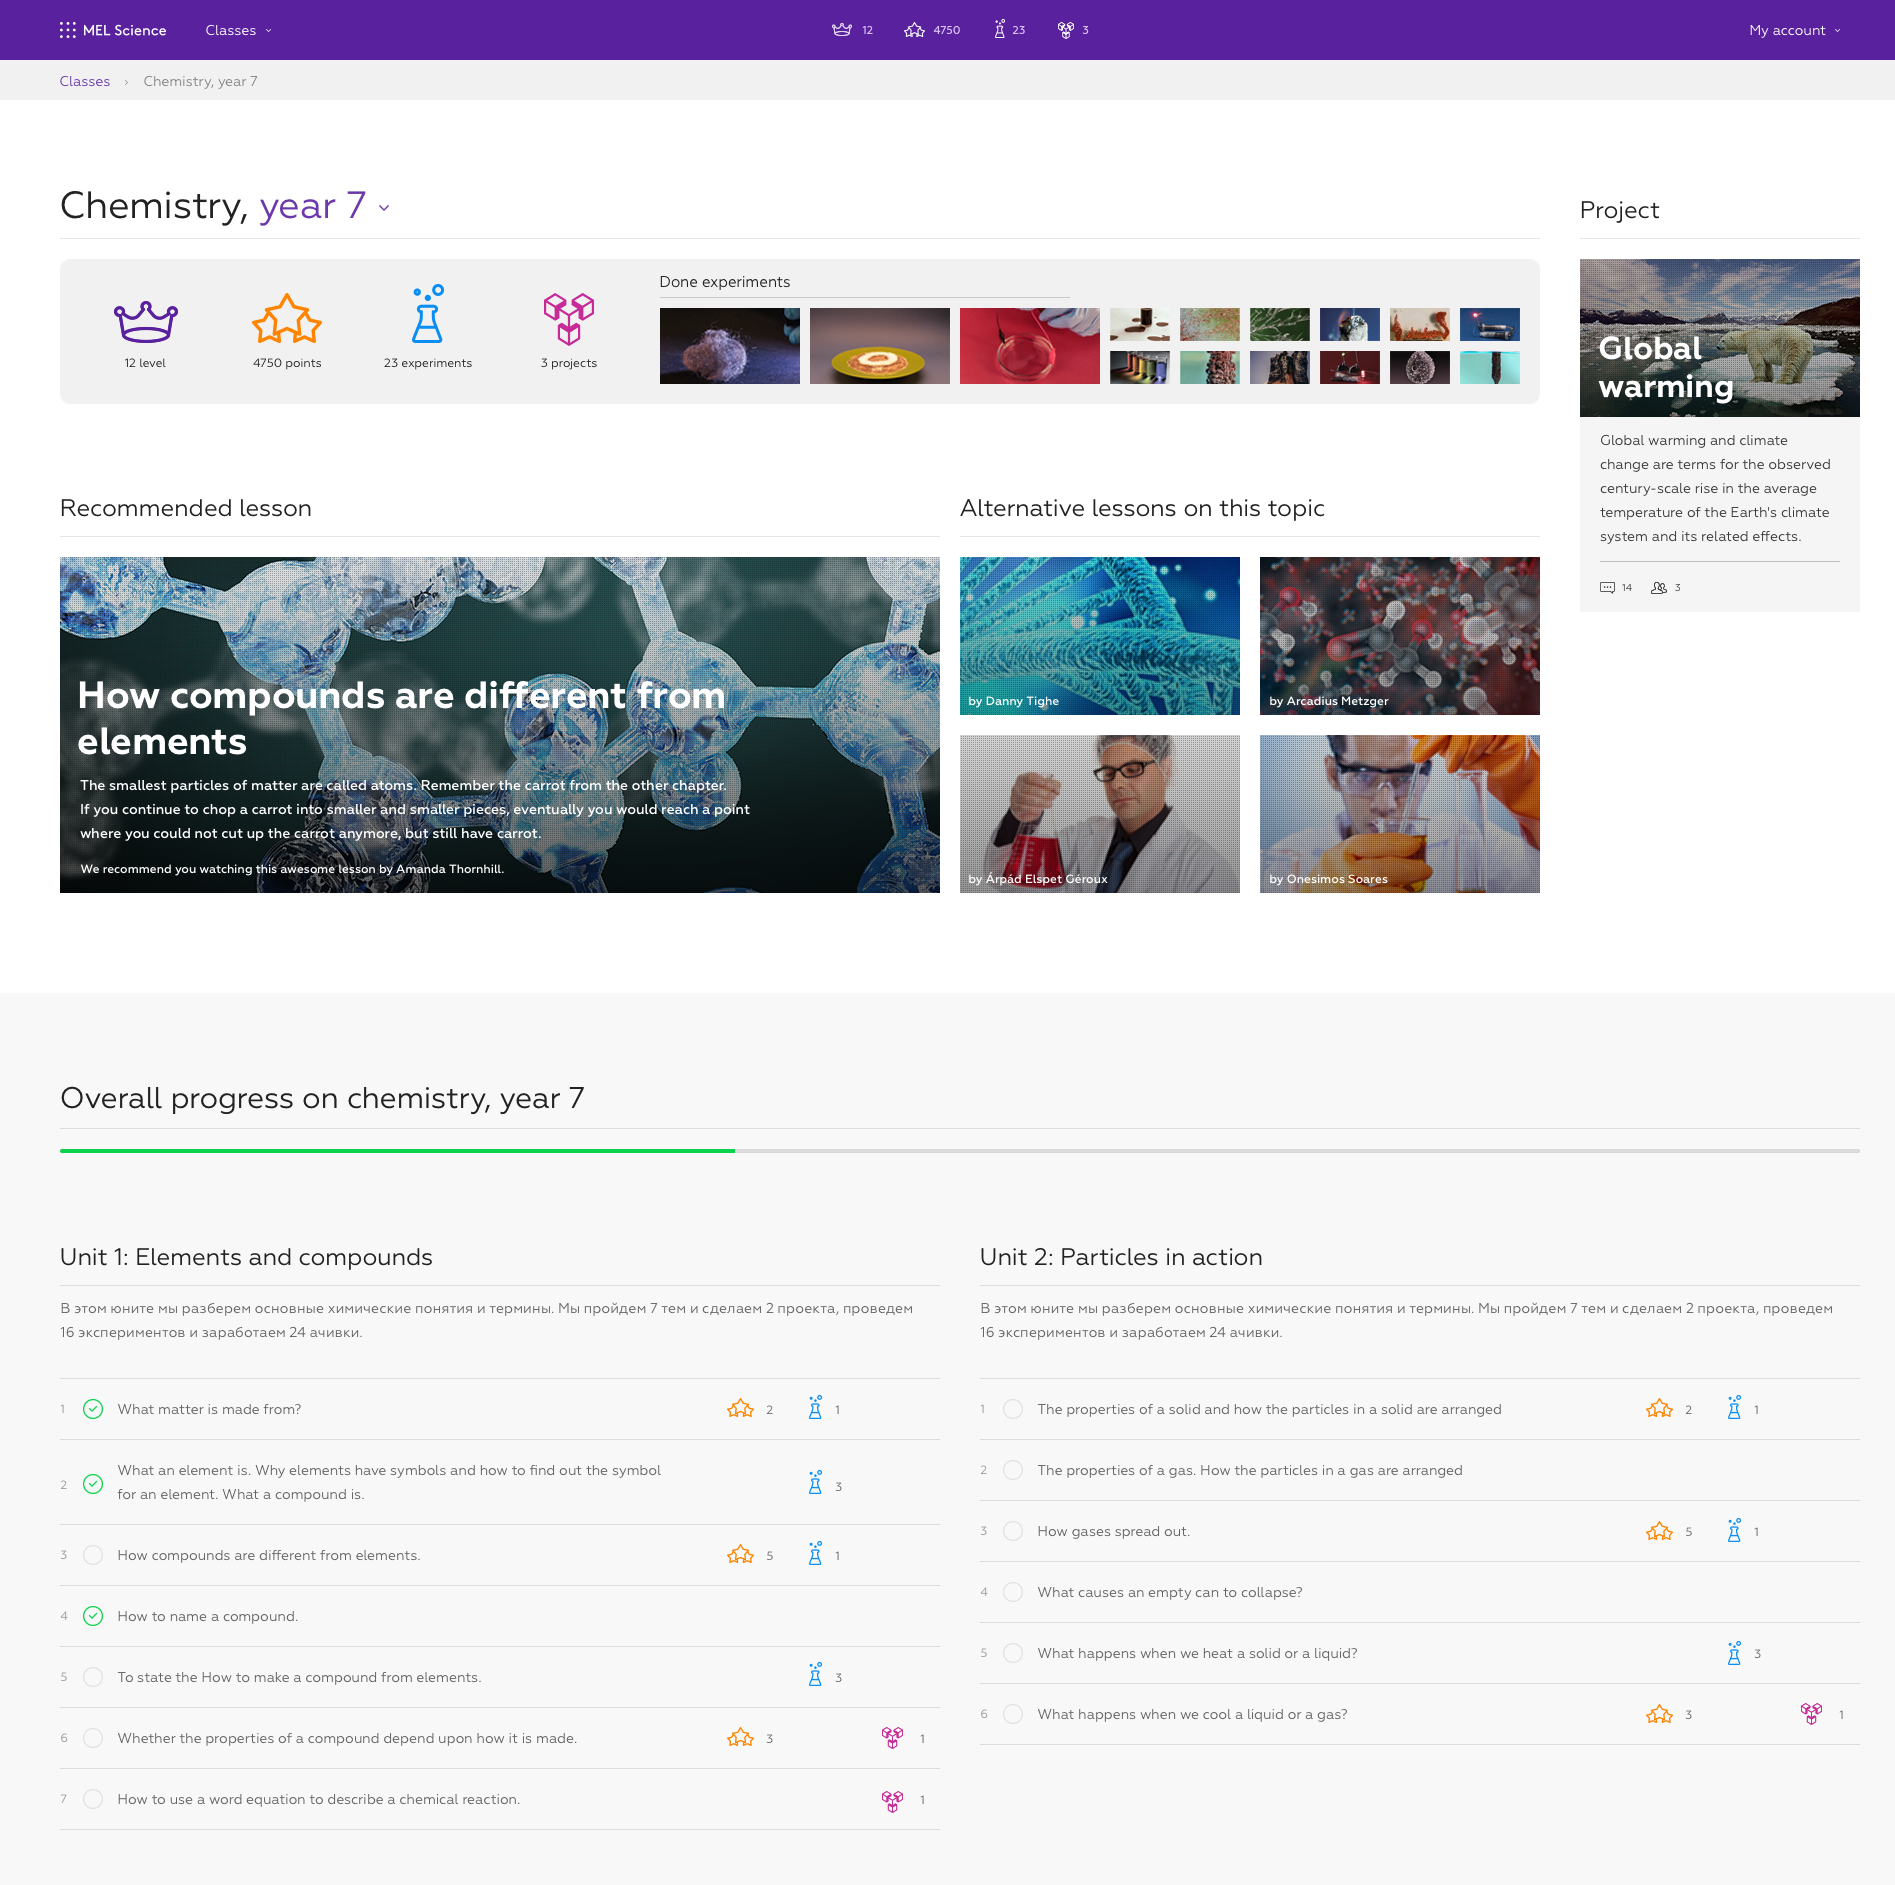 MEL Science
Classes
12
4750
23
3
My account
Classes
Chemistry, year 7
Chemistry, year 7
Project
Done experiments
12 level
4750 points
23 experiments
3 projects
Global
warming
Global warming and climate
change are terms for the observed
century-scale rise in the average
temperature of the Earth's climate
system and its related effects.
14
3
Recommended lesson
Alternative lessons on this topic
How compounds are different from
elements
The smallest particles of matter are called atoms. Remember the carrot from the other chapter.
If you continue to chop a carrot into smaller and smaller pieces, eventually you would reach a point
where you could not cut up the carrot anymore, but still have carrot.
We recommend you watching this awesome lesson by Amanda Thornhill.
by Danny Tighe
by Arcadius Metzger
by Árpád Elspet Géroux
by Onesimos Soares
Overall progress on chemistry, year 7
Unit 1: Elements and compounds
В этом юните мы разберем основные химические понятия и термины. Мы пройдем 7 тем и сделаем 2 проекта, проведем
16 экспериментов и заработаем 24 ачивки.
1 What matter is made from? 2 1
2 What an element is. Why elements have symbols and how to find out the symbol
for an element. What a compound is. 3
3 How compounds are different from elements. 5 1
4 How to name a compound.
5 To state the How to make a compound from elements. 3
6 Whether the properties of a compound depend upon how it is made. 3 1
7 How to use a word equation to describe a chemical reaction. 1
Unit 2: Particles in action
В этом юните мы разберем основные химические понятия и термины. Мы пройдем 7 тем и сделаем 2 проекта, проведем
16 экспериментов и заработаем 24 ачивки.
1 The properties of a solid and how the particles in a solid are arranged 2 1
2 The properties of a gas. How the particles in a gas are arranged
3 How gases spread out. 5 1
4 What causes an empty can to collapse?
5 What happens when we heat a solid or a liquid? 3
6 What happens when we cool a liquid or a gas? 3 1